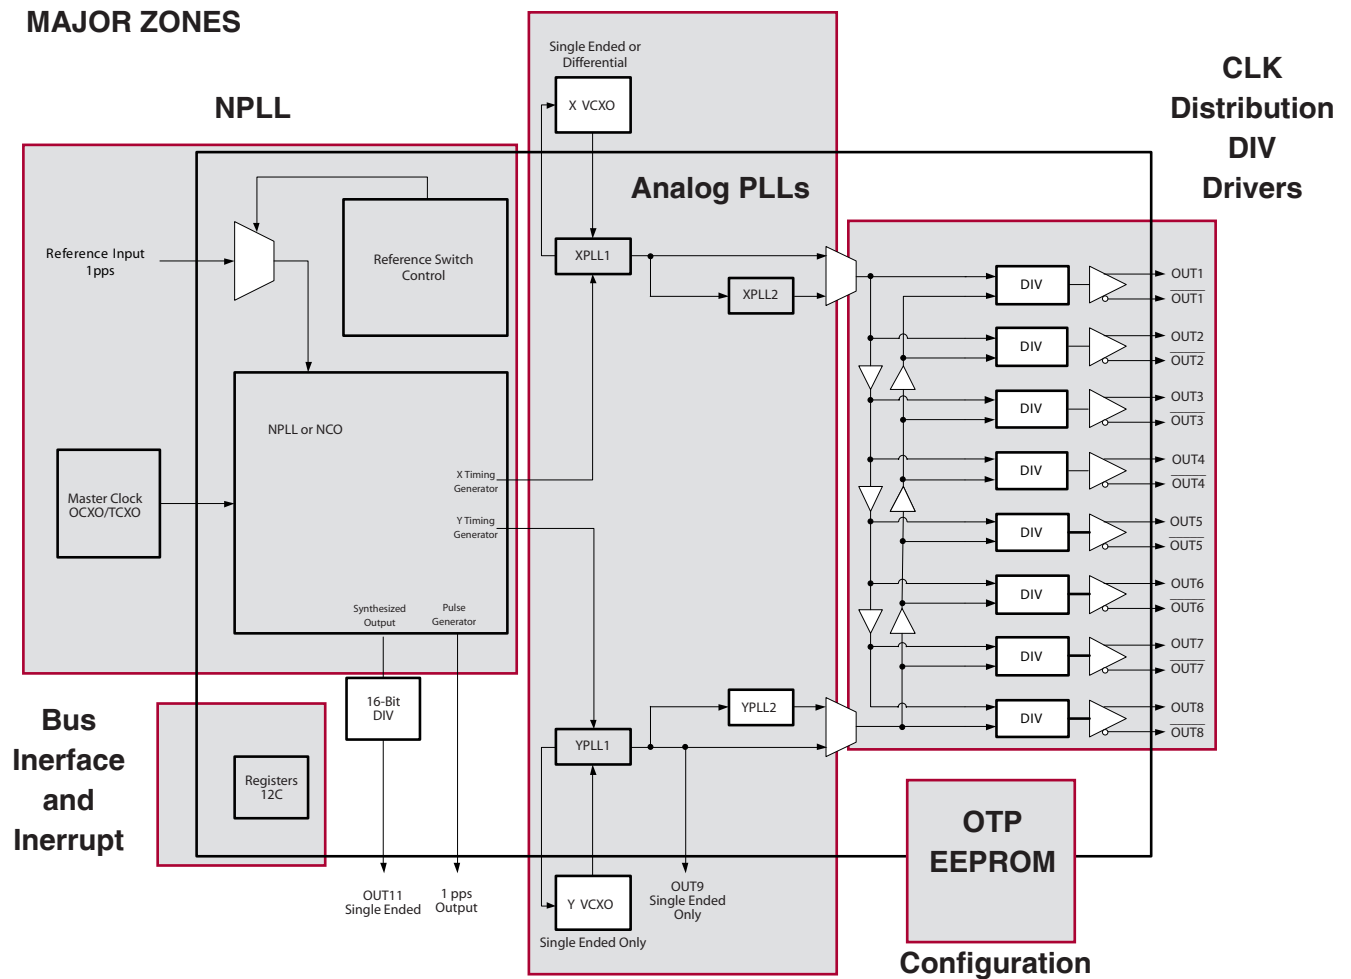 MAJOR ZONES
NPLL
Single Ended or
Differential
X VCXO
CLK
Distribution
DIV
Drivers
Analog PLLs
Reference Input
1pps
Reference Switch
Control
XPLL1
XPLL2
NPLL or NCO
X Timing
Generator
Y Timing
Generator
Master Clock
OCXO/TCXO
Synthesized
Output
Pulse
Generator
16-Bit
DIV
Bus
Inerface
and
Inerrupt
Registers
12C
OUT11
Single Ended
1 pps
Output
YPLL2
YPLL1
Y VCXO
Single Ended Only
OUT9
Single Ended
Only
DIV
OUT1
OUT1
DIV
OUT2
OUT2
DIV
OUT3
OUT3
DIV
OUT4
OUT4
DIV
OUT5
OUT5
DIV
OUT6
OUT6
DIV
OUT7
OUT7
DIV
OUT8
OUT8
OTP
EEPROM
Configuration